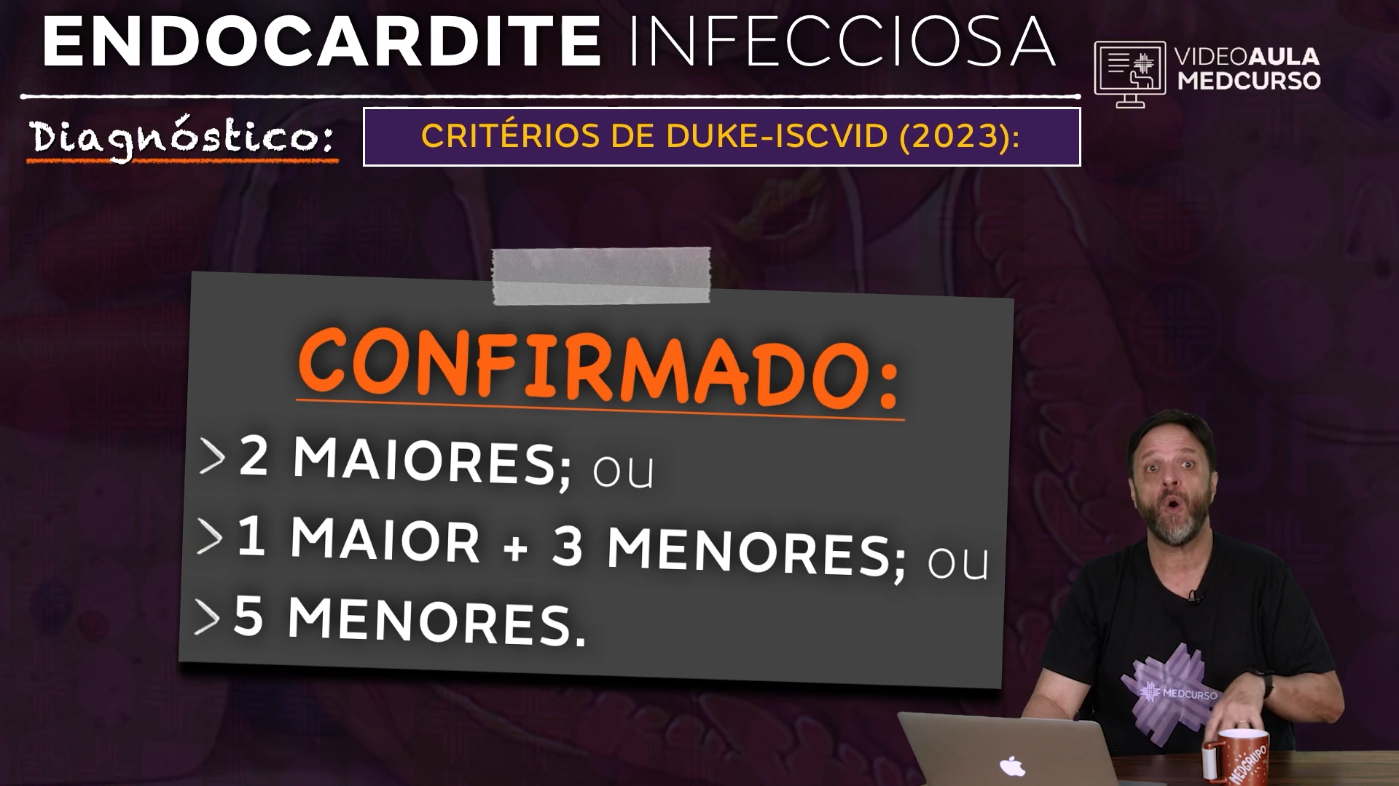 ENDOCARDITE INFECCIOSA
VIDEOAULA
MEDCURSO
Diagnóstico:
CRITÉRIOS DE DUKE-ISCVID (2023):
CONFIRMADO:
> 2 MAIORES; ou
> 1 MAIOR + 3 MENORES; ou
> 5 MENORES.
MEDCURSO
MEDGRUPO